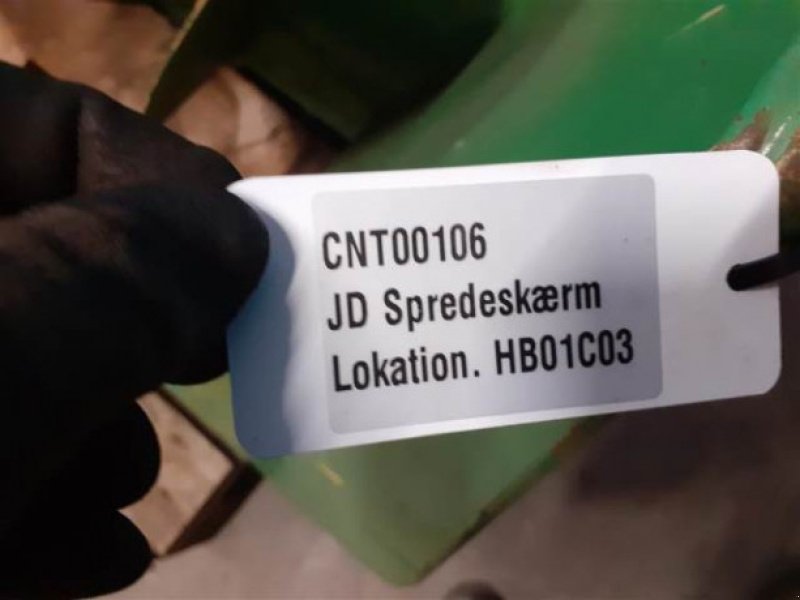 CNT00106
JD Spredeskærm
Lokation. HB01C03